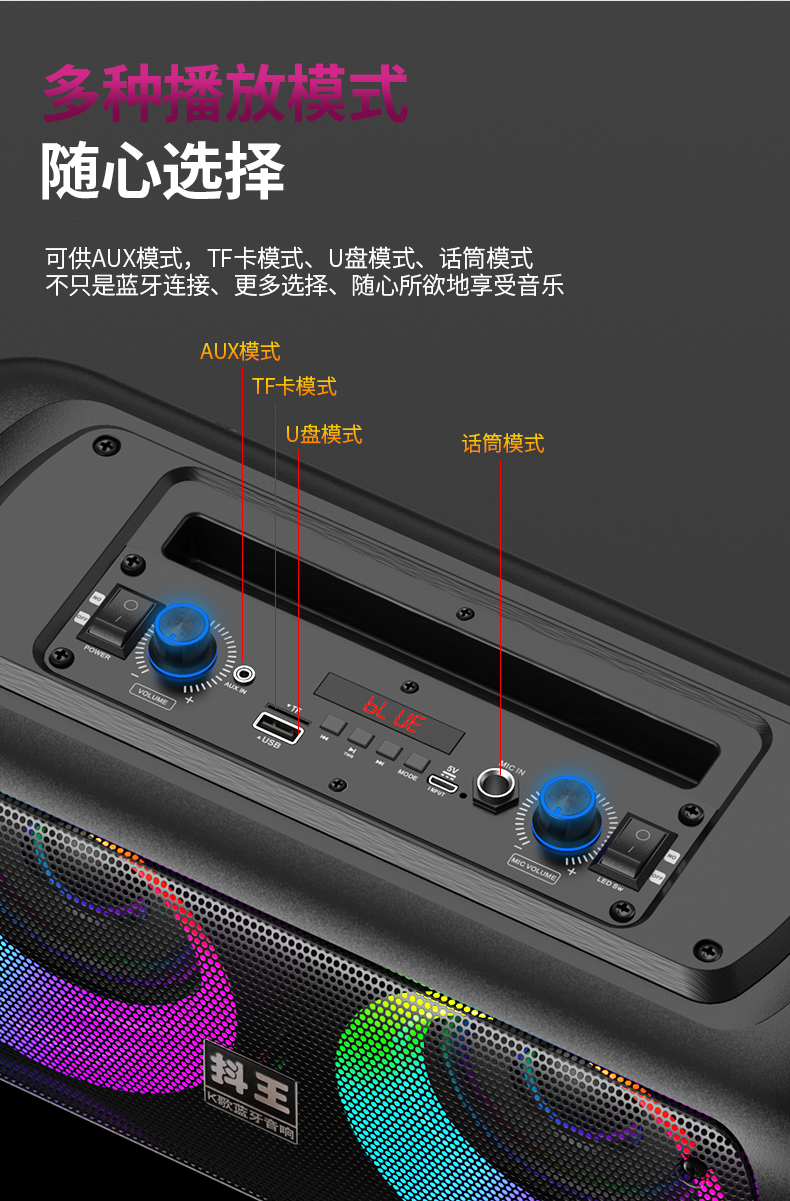 多种播放模式
随心选择
可供AUX模式，TF卡模式、U盘模式、话筒模式
不只是蓝牙连接、更多选择、随心所欲地享受音乐
AUX模式
TF卡模式
U盘模式
话筒模式
NO
OFF
POWER
- VOLUME +
AUX IN
▼TF
▲USB
bLUE
TWS
MODE
5V
INPUT
MIC IN
- MIC VOLUME +
LED Sw
NO
OFF
抖王
K歌蓝牙音响